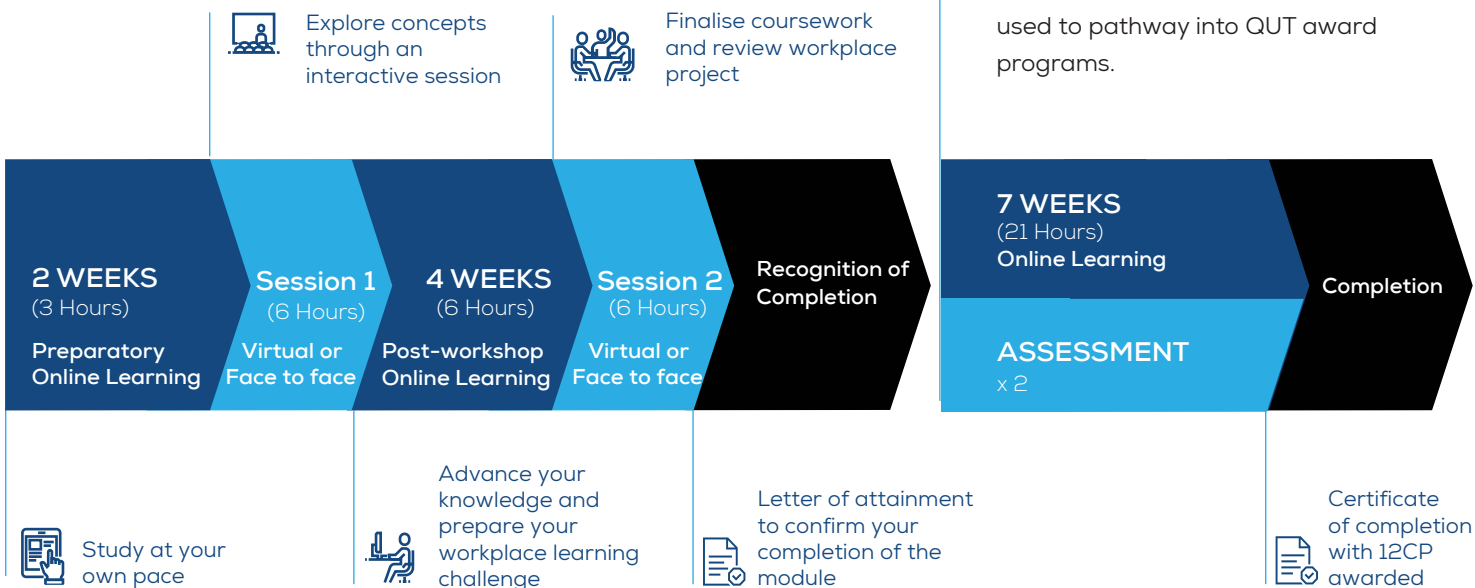 Explore concepts
through an
interactive session
Finalise coursework
and review workplace
project
used to pathway into QUT award
programs.
2 WEEKS
(3 Hours)
Preparatory
Online Learning
Session 1
(6 Hours)
Virtual or
Face to face
4 WEEKS
(6 Hours)
Post-workshop
Online Learning
Session 2
(6 Hours)
Virtual or
Face to face
Recognition of
Completion
7 WEEKS
(21 Hours)
Online Learning
ASSESSMENT
x 2
Completion
Study at your
own pace
Advance your
knowledge and
prepare your
workplace learning
challenge
Letter of attainment
to confirm your
completion of the
module
Certificate
of completion
with 12CP
awarded